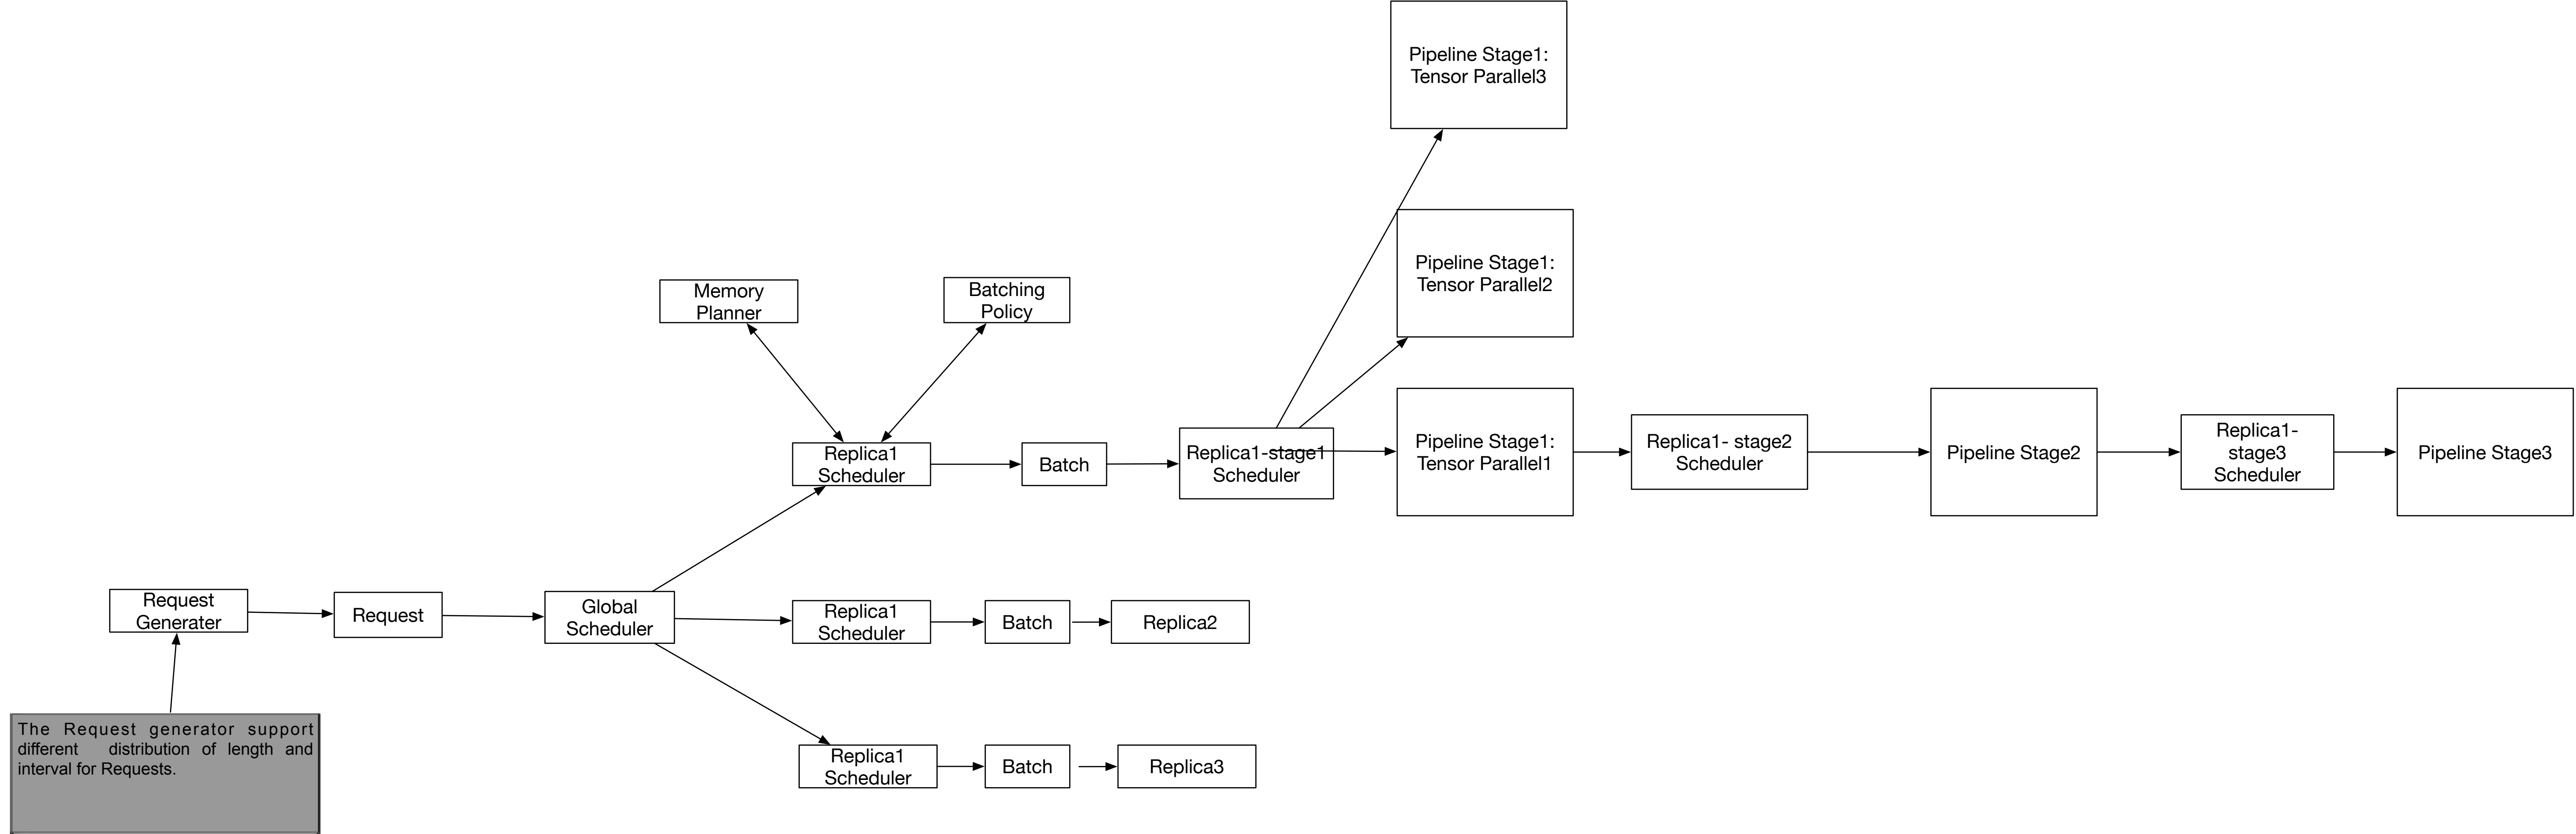 Pipeline Stage1:
Tensor Parallel3
Pipeline Stage1:
Tensor Parallel2
Memory
Planner
Batching
Policy
Replica1
Scheduler
Batch
Replica1-stage1
Scheduler
Pipeline Stage1:
Tensor Parallel1
Replica1- stage2
Scheduler
Pipeline Stage2
Replica1-
stage3
Scheduler
Pipeline Stage3
Request
Generater
Request
Global
Scheduler
Replica1
Scheduler
Batch
Replica2
The Request generator support
different distribution of length and
interval for Requests.
Replica1
Scheduler
Batch
Replica3